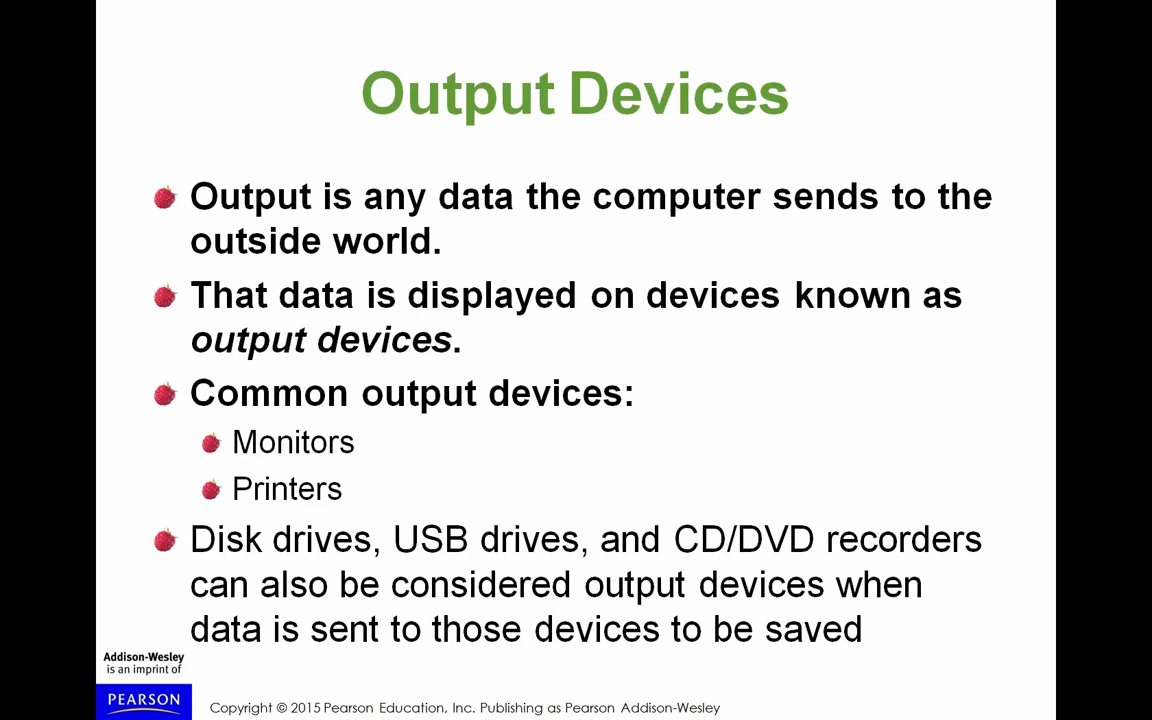 Output Devices
Output is any data the computer sends to the
outside world.
That data is displayed on devices known as
output devices.
Common output devices:
Monitors
Printers
Disk drives, USB drives, and CD/DVD recorders
can also be considered output devices when
data is sent to those devices to be saved
Addison-Wesley
is an imprint of
PEARSON
Copyright © 2015 Pearson Education, Inc. Publishing as Pearson Addison-Wesley